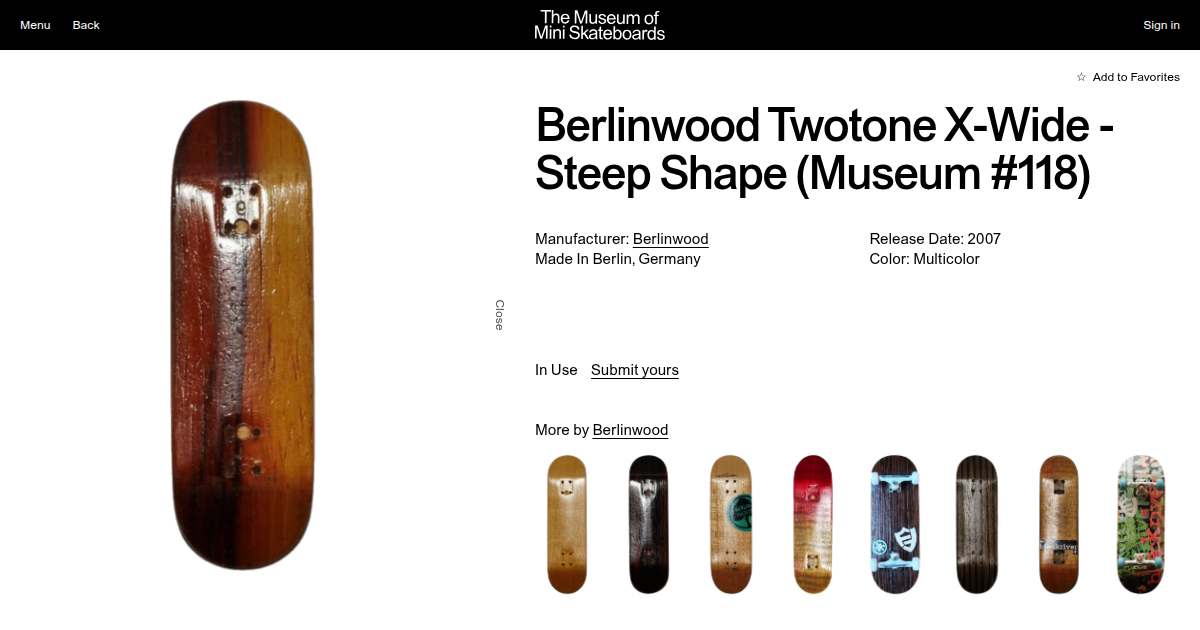 Menu
Back
The Museum of
Mini Skateboards
Sign in
☆ Add to Favorites
Berlinwood Twotone X-Wide -
Steep Shape (Museum #118)
Manufacturer: Berlinwood
Made In Berlin, Germany
Release Date: 2007
Color: Multicolor
Close
In Use
Submit yours
More by Berlinwood